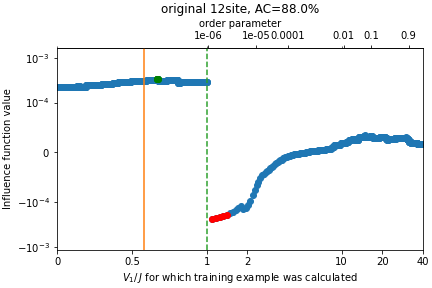 original 12site, AC=88.0%
order parameter
1e-06 1e-05 0.0001 0.01 0.1 0.9
10⁻³
10⁻⁴
0
−10⁻⁴
−10⁻³
Influence function value
0 0.5 1 2 10 20 40
V₁/J for which training example was calculated